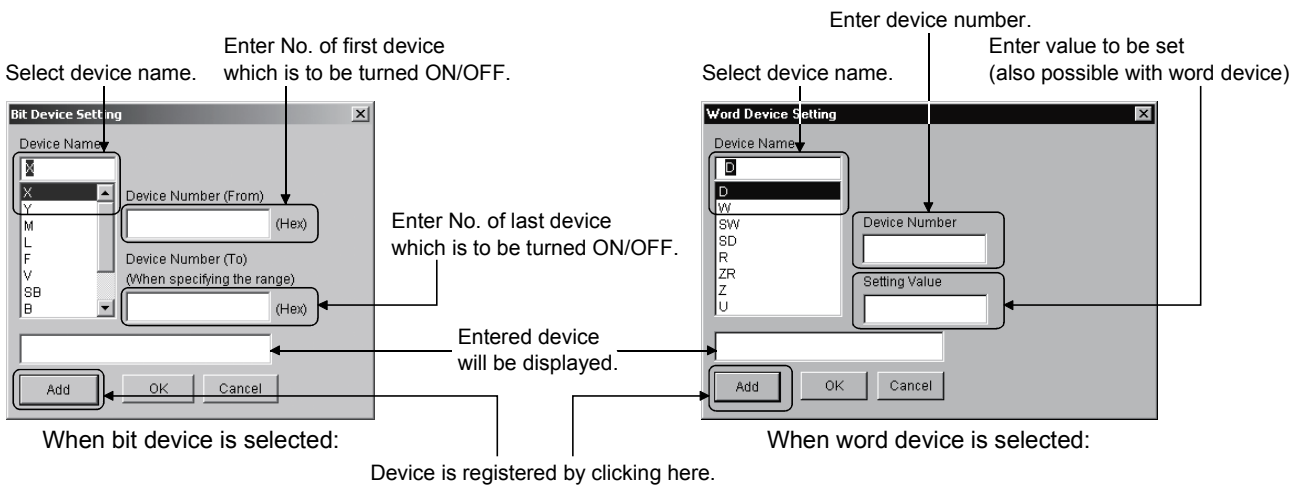 Enter device number.
Enter No. of first device
which is to be turned ON/OFF.
Enter value to be set
(also possible with word device)
Select device name.
Select device name.
Bit Device Setting
Device Name
X
X
Y
M
L
F
V
SB
B
Device Number (From)
(Hex)
Device Number (To)
(When specifying the range)
(Hex)
Add
OK
Cancel
Enter No. of last device
which is to be turned ON/OFF.
Entered device
will be displayed.
Word Device Setting
Device Name
D
D
W
SW
SD
R
ZR
Z
U
Device Number
Setting Value
Add
OK
Cancel
When bit device is selected:
When word device is selected:
Device is registered by clicking here.